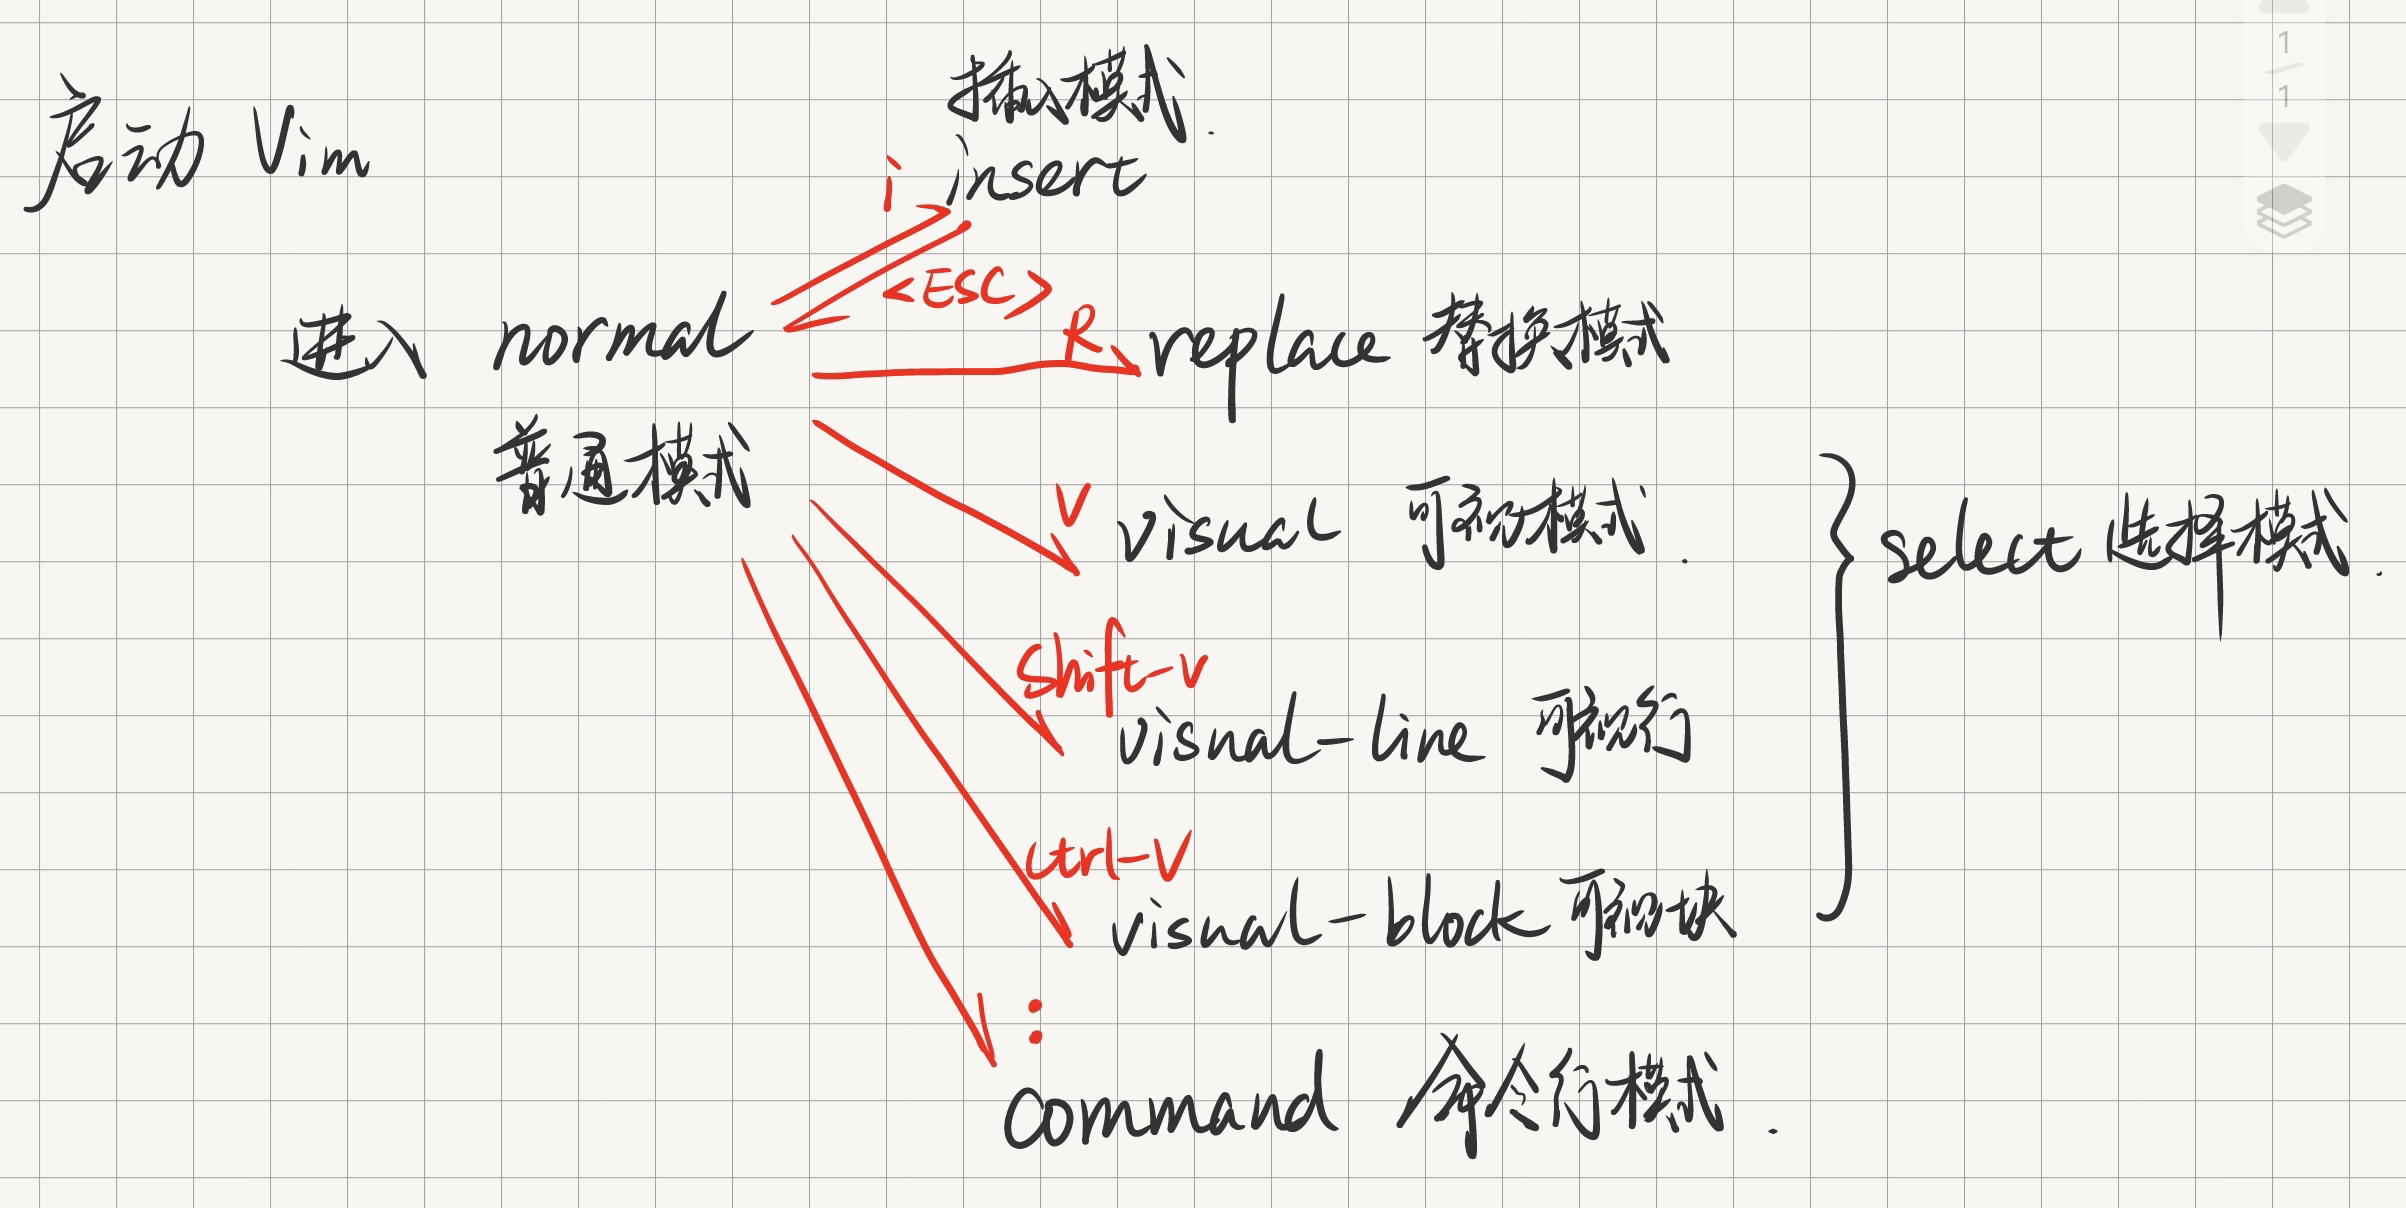 插入模式.
启动 Vim
i insert
<ESC>
进入 normal
R replace 替换模式
普通模式
v visual 可视模式.
select 选择模式.
Shift-v
visual-line 可视行
ctrl-v
visual-block 可视块
:
command 命令行模式.
1
1